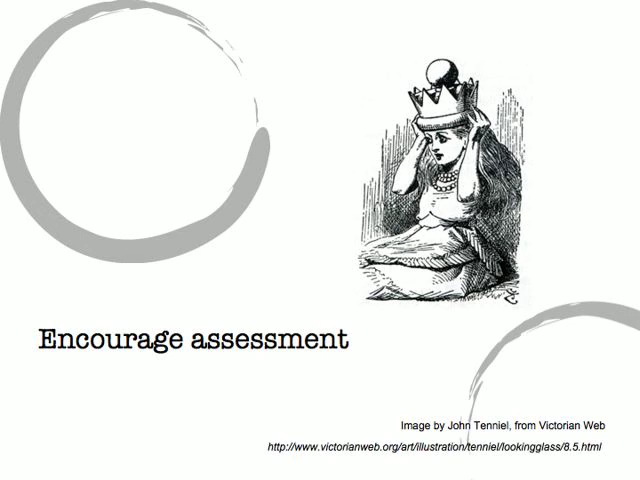 Encourage assessment
Image by John Tenniel, from Victorian Web
http://www.victorianweb.org/art/illustration/tenniel/lookingglass/8.5.html